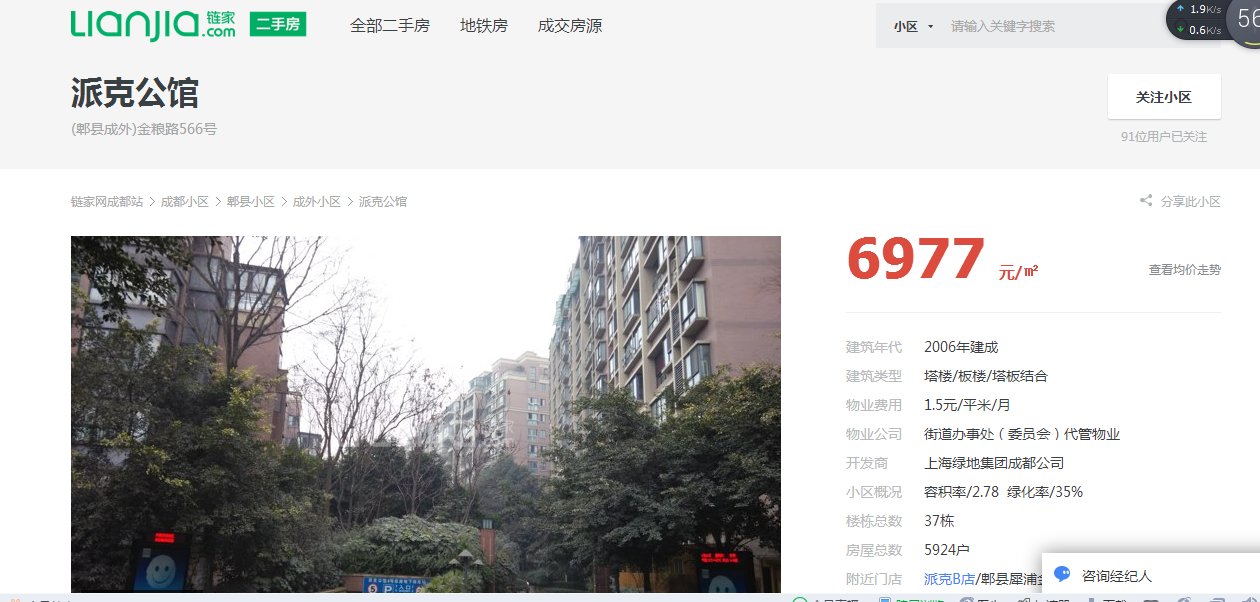 Lianjia 链家 .com 二手房 全部二手房 地铁房 成交房源 小区 请输入关键字搜索
1.9K/s
0.6K/s
56
派克公馆
(郫县成外)金粮路566号
关注小区
91位用户已关注
链家网成都站 > 成都小区 > 郫县小区 > 成外小区 > 派克公馆
分享此小区
6977 元/㎡ 查看均价走势
建筑年代 2006年建成
建筑类型 塔楼/板楼/塔板结合
物业费用 1.5元/平米/月
物业公司 街道办事处（委员会）代管物业
开发商 上海绿地集团成都公司
小区概况 容积率/2.78 绿化率/35%
楼栋总数 37栋
房屋总数 5924户
附近门店 派克B店/郫县犀浦金
咨询经纪人